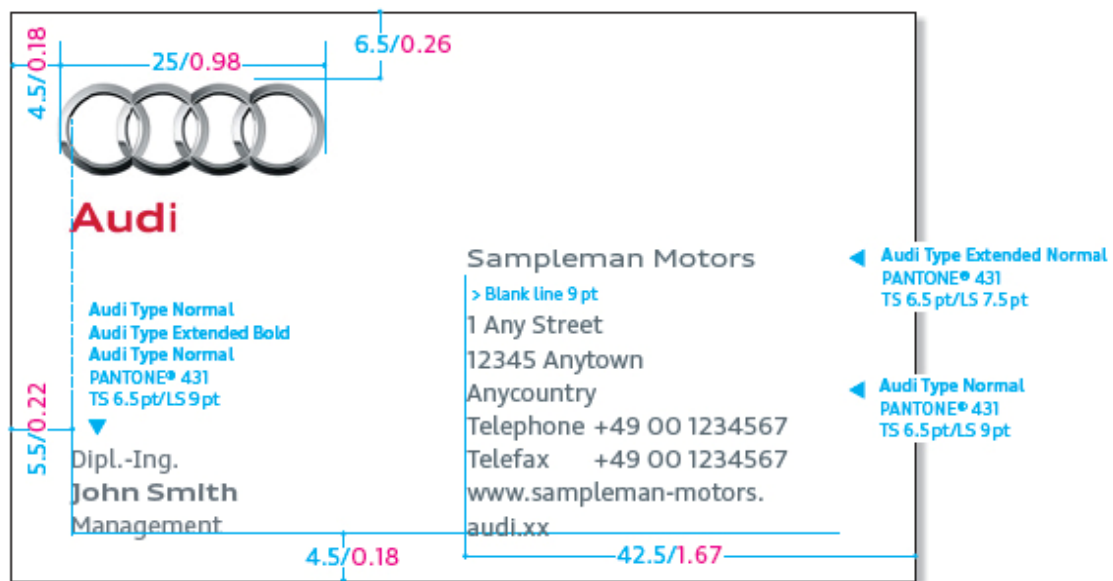 4.5/0.18
25/0.98
6.5/0.26
Audi
Sampleman Motors
> Blank line 9 pt
1 Any Street
12345 Anytown
Anycountry
Telephone +49 00 1234567
Telefax +49 00 1234567
www.sampleman-motors.
audi.xx
Audi Type Extended Normal
PANTONE® 431
TS 6.5 pt/LS 7.5 pt
Audi Type Normal
PANTONE® 431
TS 6.5 pt/LS 9 pt
Audi Type Normal
Audi Type Extended Bold
Audi Type Normal
PANTONE® 431
TS 6.5 pt/LS 9 pt
5.5/0.22
Dipl.-Ing.
John Smith
Management
4.5/0.18
42.5/1.67